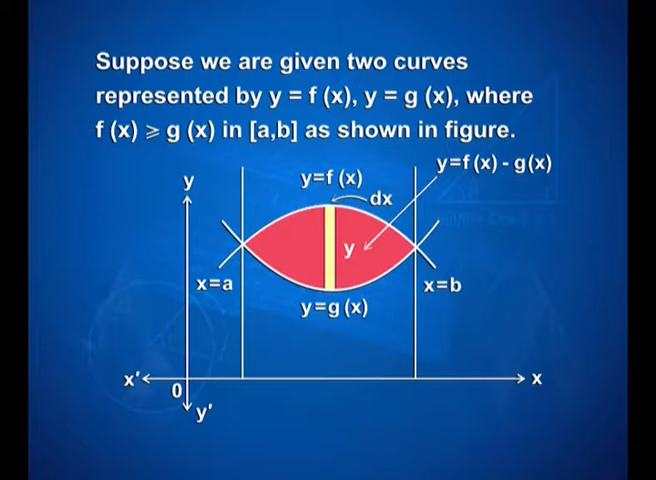 Suppose we are given two curves
represented by y = f (x), y = g (x), where
f (x) ⩾ g (x) in [a,b] as shown in figure.
y=f(x) - g(x)
y
y=f (x)
dx
y
x=a
x=b
y=g (x)
x′
x
0
y′